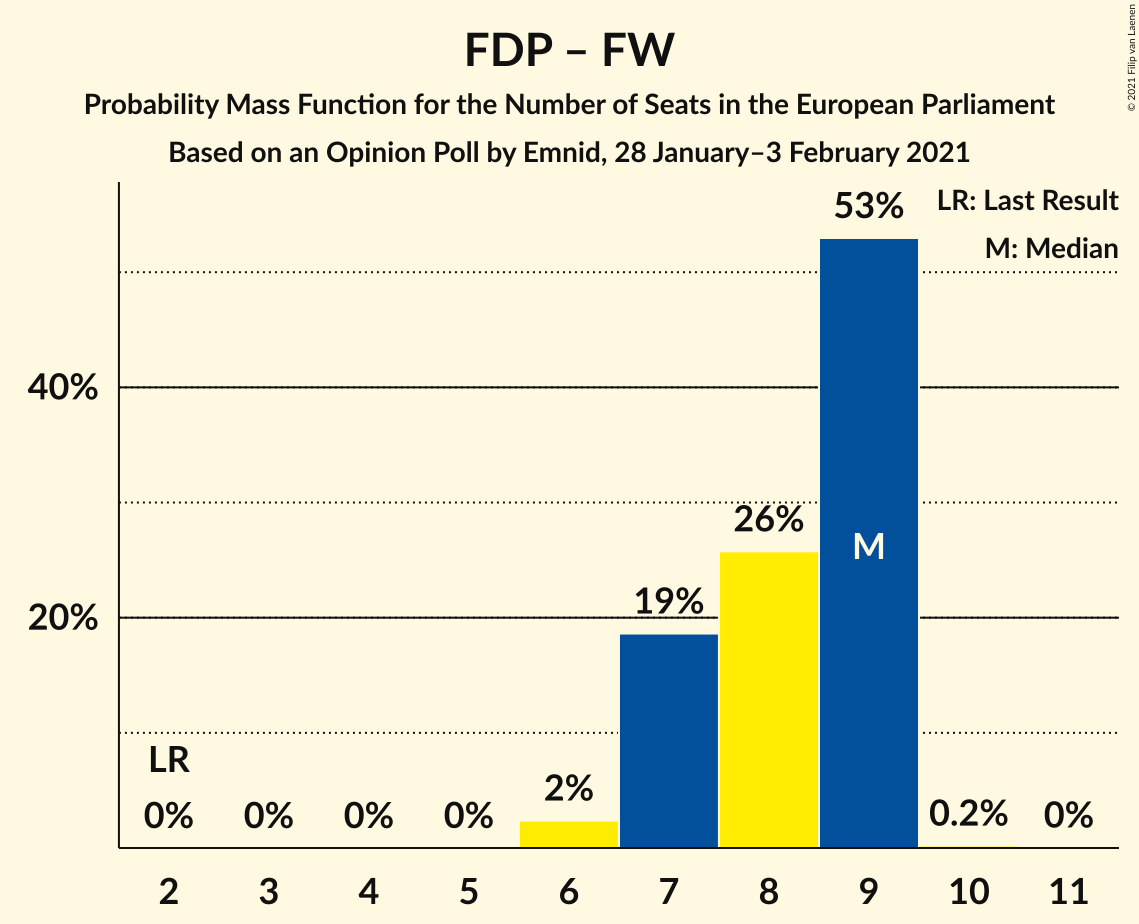 FDP – FW
Probability Mass Function for the Number of Seats in the European Parliament
Based on an Opinion Poll by Emnid, 28 January–3 February 2021
© 2021 Filip van Laenen
LR: Last Result
M: Median
53%
40%
26%
M
19%
20%
LR
2%
0%
0%
0%
0%
0.2%
0%
2
3
4
5
6
7
8
9
10
11